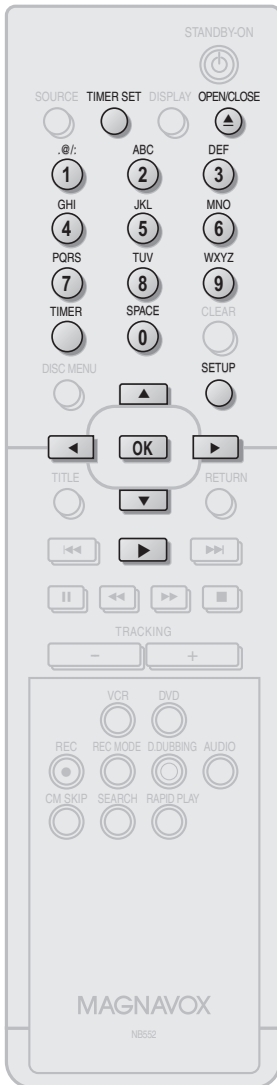 STANDBY-ON
SOURCE TIMER SET DISPLAY OPEN/CLOSE
.@/: ABC DEF
1 2 3
GHI JKL MNO
4 5 6
PQRS TUV WXYZ
7 8 9
TIMER SPACE CLEAR
0
DISC MENU SETUP
OK
TITLE RETURN
TRACKING
– +
VCR DVD
REC REC MODE D.DUBBING AUDIO
CM SKIP SEARCH RAPID PLAY
MAGNAVOX
NB552